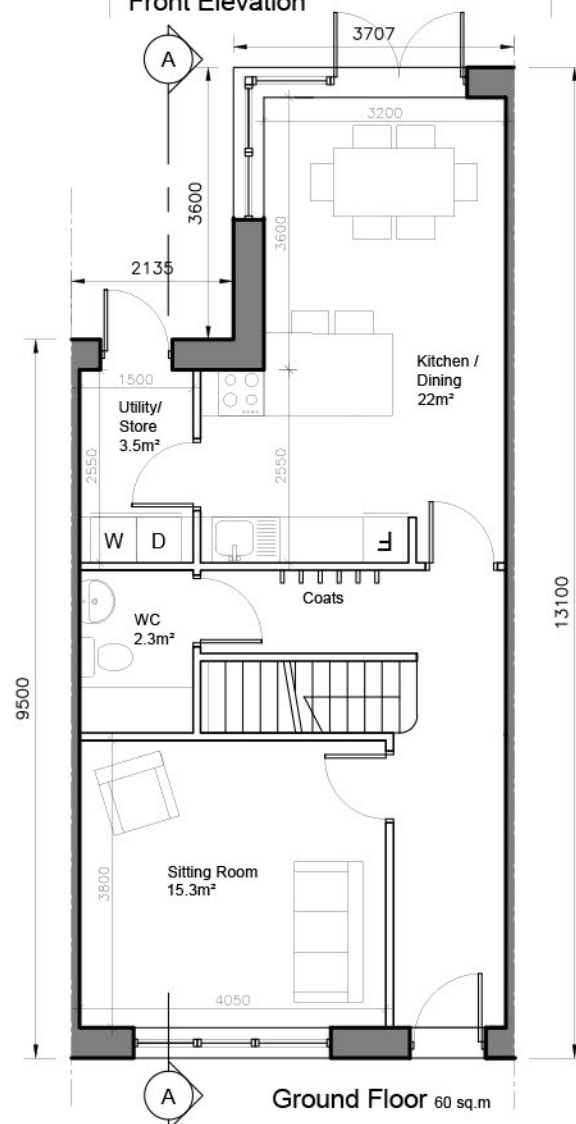 Front Elevation
A
3707
3200
3600
3600
2135
Kitchen /
Dining
22m²
1500
Utility/
Store
3.5m²
2550
2550
W D
F
WC
2.3m²
Coats
13100
9500
3800
Sitting Room
15.3m²
4050
A
Ground Floor 60 sq.m